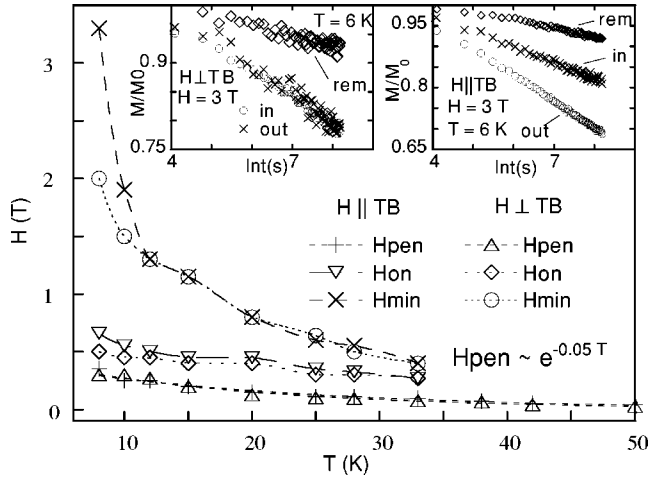 3
2
1
0
H (T)
10
20
30
40
50
T (K)
0.95
0.75
M/M0
4
7
lnt(s)
T = 6 K
rem
H⊥TB
H = 3 T
in
out
0.95
0.8
0.65
M/M0
4
7
lnt(s)
rem
in
H||TB
H = 3 T
T = 6 K
out
H || TB
H ⊥ TB
Hpen
Hpen
Hon
Hon
Hmin
Hmin
Hpen ~ e^-0.05 T